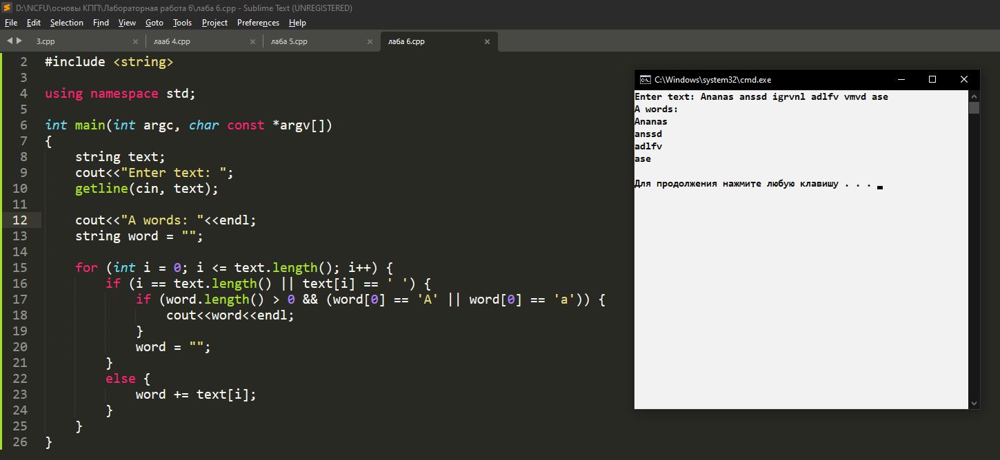 D:\NCFU\основы КПП\Лабораторная работа 6\лаба 6.cpp - Sublime Text (UNREGISTERED)
File Edit Selection Find View Goto Tools Project Preferences Help
3.cpp лааб 4.cpp лаба 5.cpp лаба 6.cpp
2 #include <string>
3
4 using namespace std;
5
6 int main(int argc, char const *argv[])
7 {
8 string text;
9 cout<<"Enter text: ";
10 getline(cin, text);
11
12 cout<<"A words: "<<endl;
13 string word = "";
14
15 for (int i = 0; i <= text.length(); i++) {
16 if (i == text.length() || text[i] == ' ') {
17 if (word.length() > 0 && (word[0] == 'A' || word[0] == 'a')) {
18 cout<<word<<endl;
19 }
20 word = "";
21 }
22 else {
23 word += text[i];
24 }
25 }
26 }
C:\Windows\system32\cmd.exe
Enter text: Ananas anssd igrvnl adlfv vmvd ase
A words:
Ananas
anssd
adlfv
ase
Для продолжения нажмите любую клавишу . . .